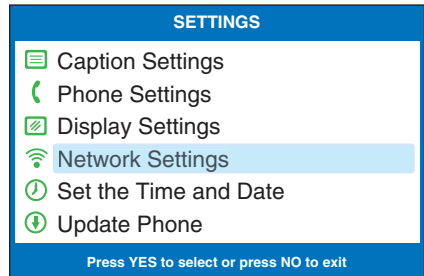 SETTINGS
Caption Settings
Phone Settings
Display Settings
Network Settings
Set the Time and Date
Update Phone
Press YES to select or press NO to exit